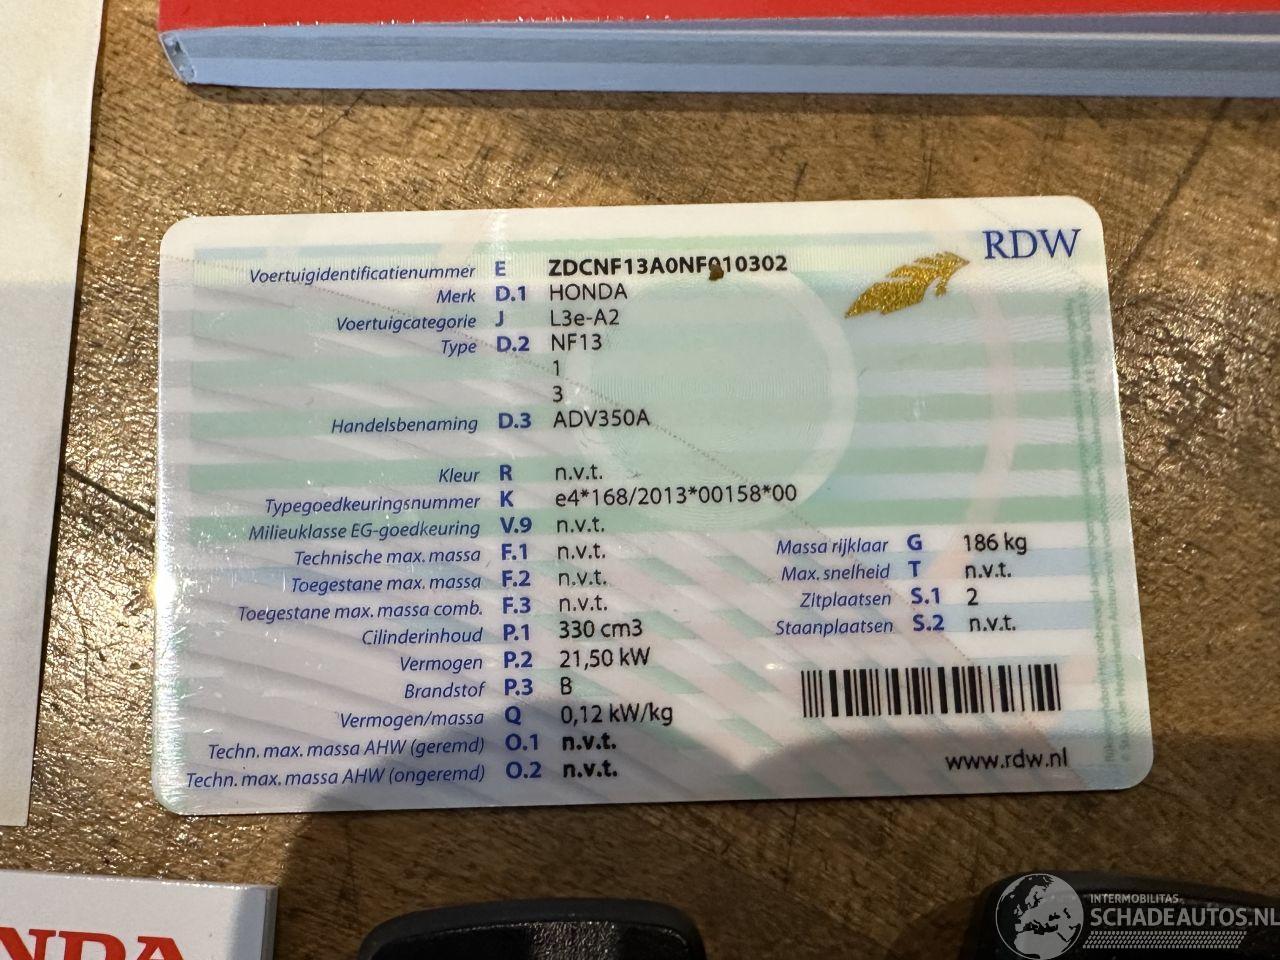 RDW
Voertuigidentificatienummer E ZDCNF13A0NF010302
Merk D.1 HONDA
Voertuigcategorie J L3e-A2
Type D.2 NF13
1
3
Handelsbenaming D.3 ADV350A
Kleur R n.v.t.
Typegoedkeuringsnummer K e4*168/2013*00158*00
Milieuklasse EG-goedkeuring V.9 n.v.t.
Technische max. massa F.1 n.v.t.
Toegestane max. massa F.2 n.v.t.
Toegestane max. massa comb. F.3 n.v.t.
Cilinderinhoud P.1 330 cm3
Vermogen P.2 21,50 kW
Brandstof P.3 B
Vermogen/massa Q 0,12 kW/kg
Techn. max. massa AHW (geremd) O.1 n.v.t.
Techn. max. massa AHW (ongeremd) O.2 n.v.t.
Massa rijklaar G 186 kg
Max. snelheid T n.v.t.
Zitplaatsen S.1 2
Staanplaatsen S.2 n.v.t.
www.rdw.nl
NDA
INTERMOBILITAS
SCHADEAUTOS.NL